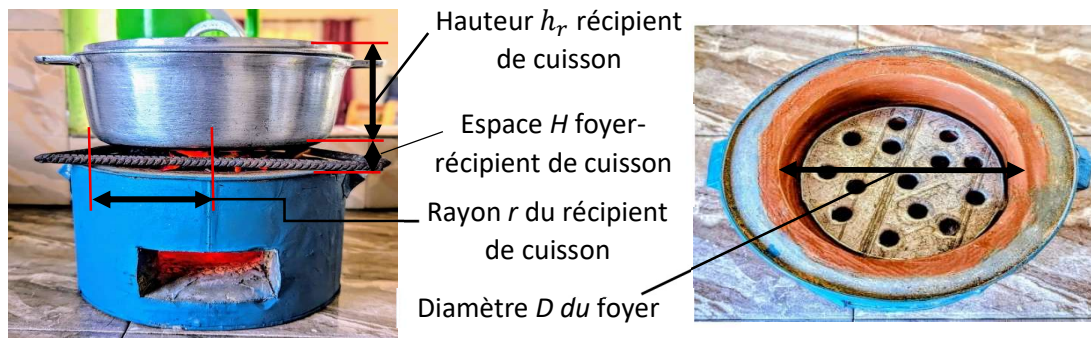 Hauteur hᵣ récipient
de cuisson
Espace H foyer-
récipient de cuisson
Rayon r du récipient
de cuisson
Diamètre D du foyer